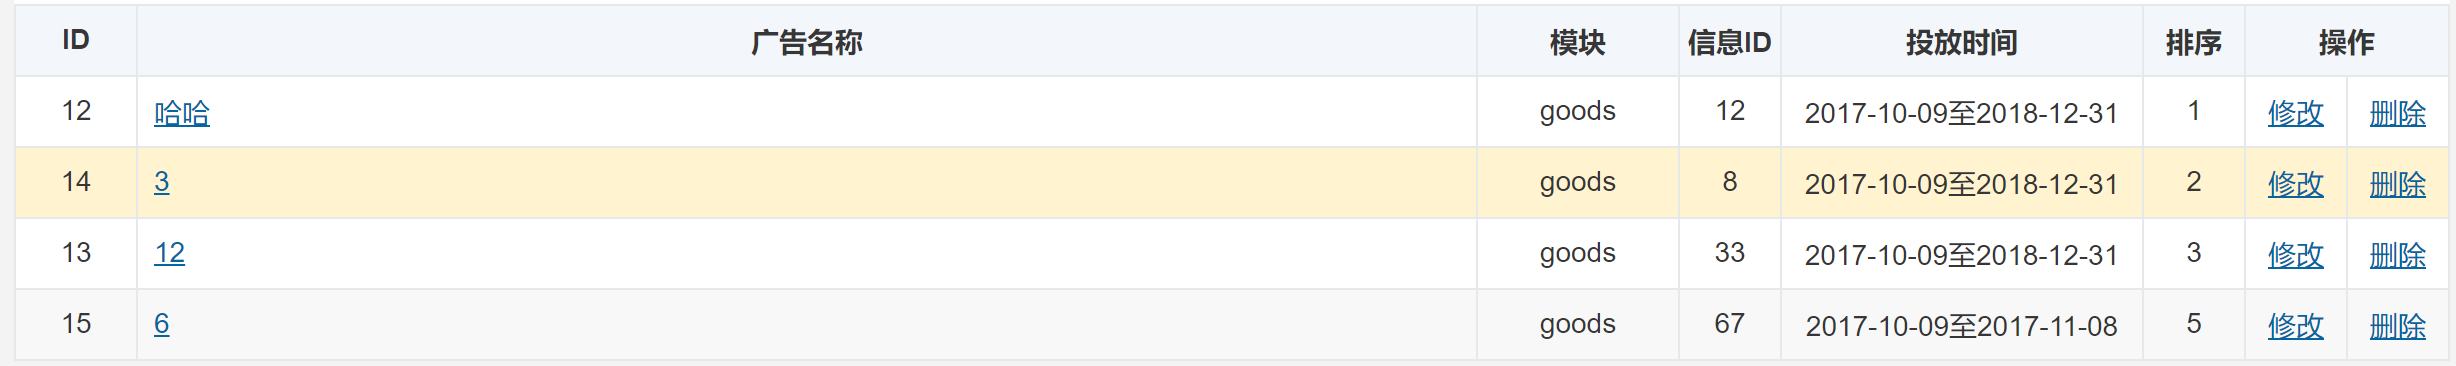 ID 广告名称 模块 信息ID 投放时间 排序 操作
12 哈哈 goods 12 2017-10-09至2018-12-31 1 修改 删除
14 3 goods 8 2017-10-09至2018-12-31 2 修改 删除
13 12 goods 33 2017-10-09至2018-12-31 3 修改 删除
15 6 goods 67 2017-10-09至2017-11-08 5 修改 删除